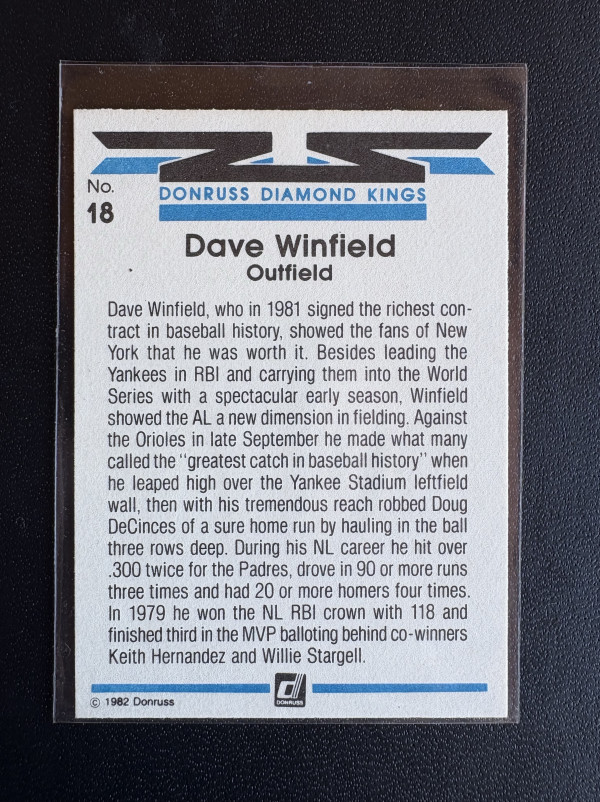 No.
18
DONRUSS DIAMOND KINGS
Dave Winfield
Outfield
Dave Winfield, who in 1981 signed the richest con-
tract in baseball history, showed the fans of New
York that he was worth it. Besides leading the
Yankees in RBI and carrying them into the World
Series with a spectacular early season, Winfield
showed the AL a new dimension in fielding. Against
the Orioles in late September he made what many
called the "greatest catch in baseball history" when
he leaped high over the Yankee Stadium leftfield
wall, then with his tremendous reach robbed Doug
DeCinces of a sure home run by hauling in the ball
three rows deep. During his NL career he hit over
.300 twice for the Padres, drove in 90 or more runs
three times and had 20 or more homers four times.
In 1979 he won the NL RBI crown with 118 and
finished third in the MVP balloting behind co-winners
Keith Hernandez and Willie Stargell.
© 1982 Donruss
d
DONRUSS